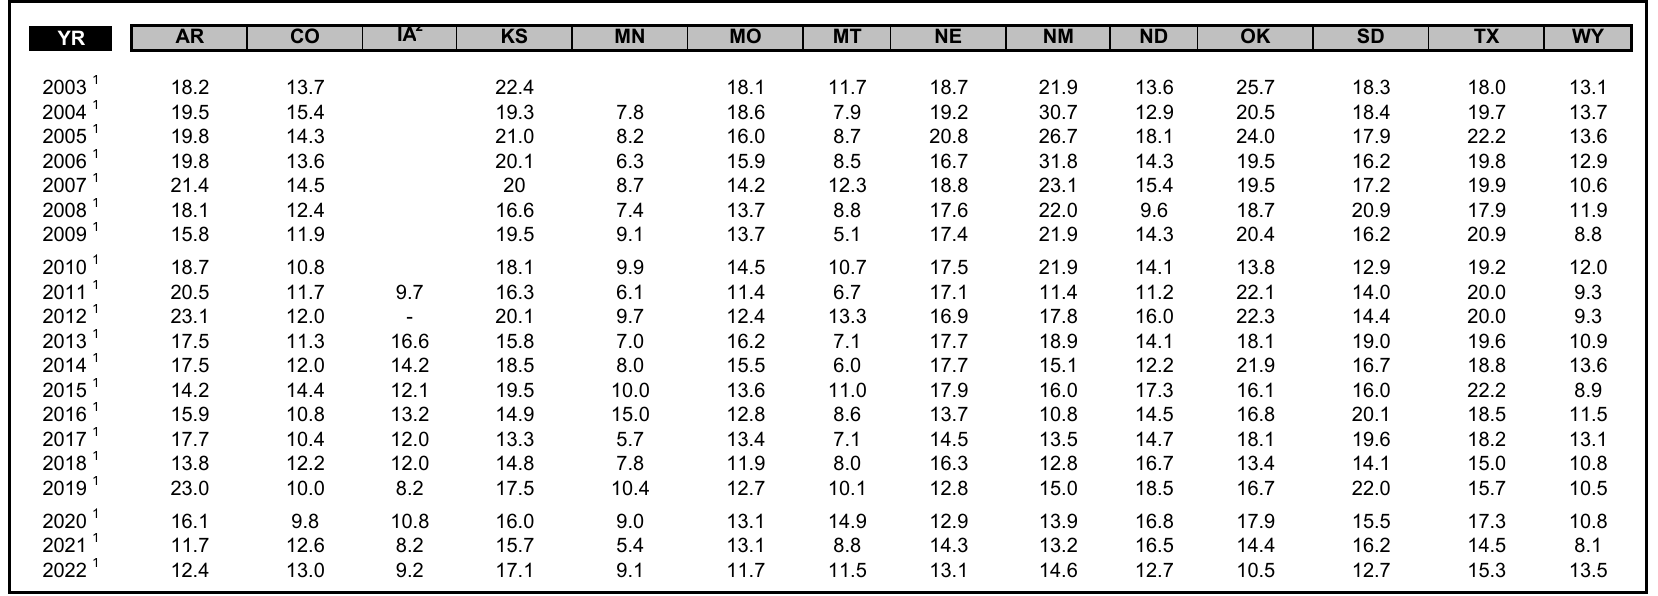 YR AR CO IA² KS MN MO MT NE NM ND OK SD TX WY
2003 ¹ 18.2 13.7 22.4 18.1 11.7 18.7 21.9 13.6 25.7 18.3 18.0 13.1
2004 ¹ 19.5 15.4 19.3 7.8 18.6 7.9 19.2 30.7 12.9 20.5 18.4 19.7 13.7
2005 ¹ 19.8 14.3 21.0 8.2 16.0 8.7 20.8 26.7 18.1 24.0 17.9 22.2 13.6
2006 ¹ 19.8 13.6 20.1 6.3 15.9 8.5 16.7 31.8 14.3 19.5 16.2 19.8 12.9
2007 ¹ 21.4 14.5 20 8.7 14.2 12.3 18.8 23.1 15.4 19.5 17.2 19.9 10.6
2008 ¹ 18.1 12.4 16.6 7.4 13.7 8.8 17.6 22.0 9.6 18.7 20.9 17.9 11.9
2009 ¹ 15.8 11.9 19.5 9.1 13.7 5.1 17.4 21.9 14.3 20.4 16.2 20.9 8.8
2010 ¹ 18.7 10.8 18.1 9.9 14.5 10.7 17.5 21.9 14.1 13.8 12.9 19.2 12.0
2011 ¹ 20.5 11.7 9.7 16.3 6.1 11.4 6.7 17.1 11.4 11.2 22.1 14.0 20.0 9.3
2012 ¹ 23.1 12.0 - 20.1 9.7 12.4 13.3 16.9 17.8 16.0 22.3 14.4 20.0 9.3
2013 ¹ 17.5 11.3 16.6 15.8 7.0 16.2 7.1 17.7 18.9 14.1 18.1 19.0 19.6 10.9
2014 ¹ 17.5 12.0 14.2 18.5 8.0 15.5 6.0 17.7 15.1 12.2 21.9 16.7 18.8 13.6
2015 ¹ 14.2 14.4 12.1 19.5 10.0 13.6 11.0 17.9 16.0 17.3 16.1 16.0 22.2 8.9
2016 ¹ 15.9 10.8 13.2 14.9 15.0 12.8 8.6 13.7 10.8 14.5 16.8 20.1 18.5 11.5
2017 ¹ 17.7 10.4 12.0 13.3 5.7 13.4 7.1 14.5 13.5 14.7 18.1 19.6 18.2 13.1
2018 ¹ 13.8 12.2 12.0 14.8 7.8 11.9 8.0 16.3 12.8 16.7 13.4 14.1 15.0 10.8
2019 ¹ 23.0 10.0 8.2 17.5 10.4 12.7 10.1 12.8 15.0 18.5 16.7 22.0 15.7 10.5
2020 ¹ 16.1 9.8 10.8 16.0 9.0 13.1 14.9 12.9 13.9 16.8 17.9 15.5 17.3 10.8
2021 ¹ 11.7 12.6 8.2 15.7 5.4 13.1 8.8 14.3 13.2 16.5 14.4 16.2 14.5 8.1
2022 ¹ 12.4 13.0 9.2 17.1 9.1 11.7 11.5 13.1 14.6 12.7 10.5 12.7 15.3 13.5